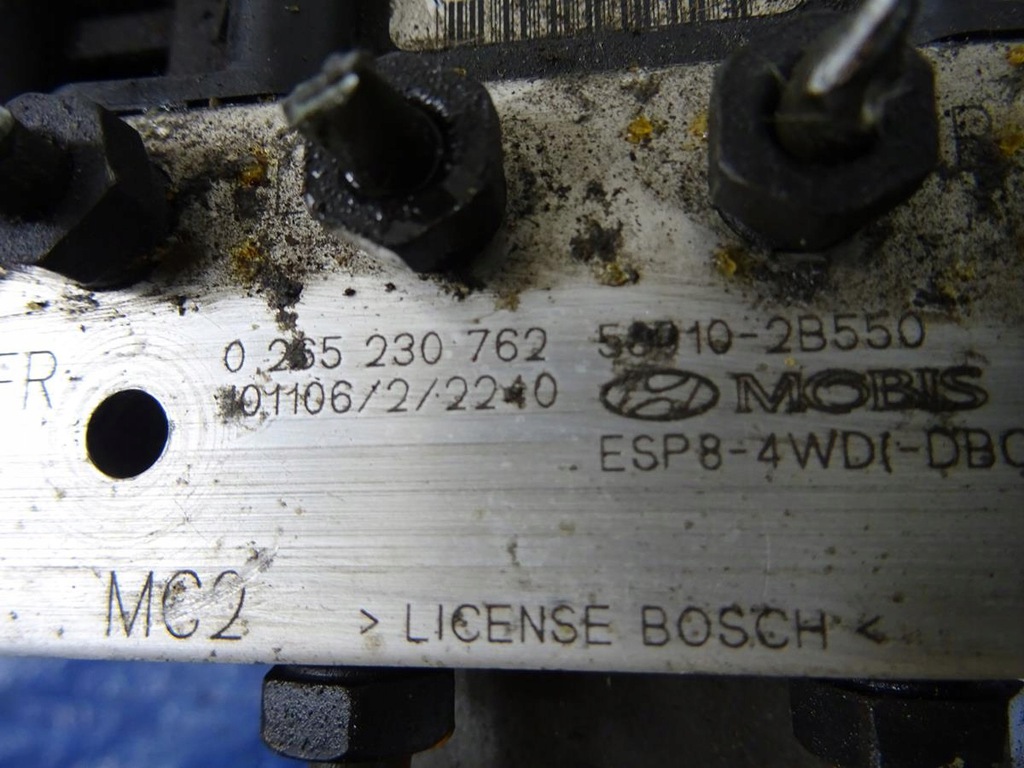 FR
0 265 230 762 58910-2B550
101106/2/2240 MOBIS
ESP8-4WD(-DBC
MC2
> LICENSE BOSCH <